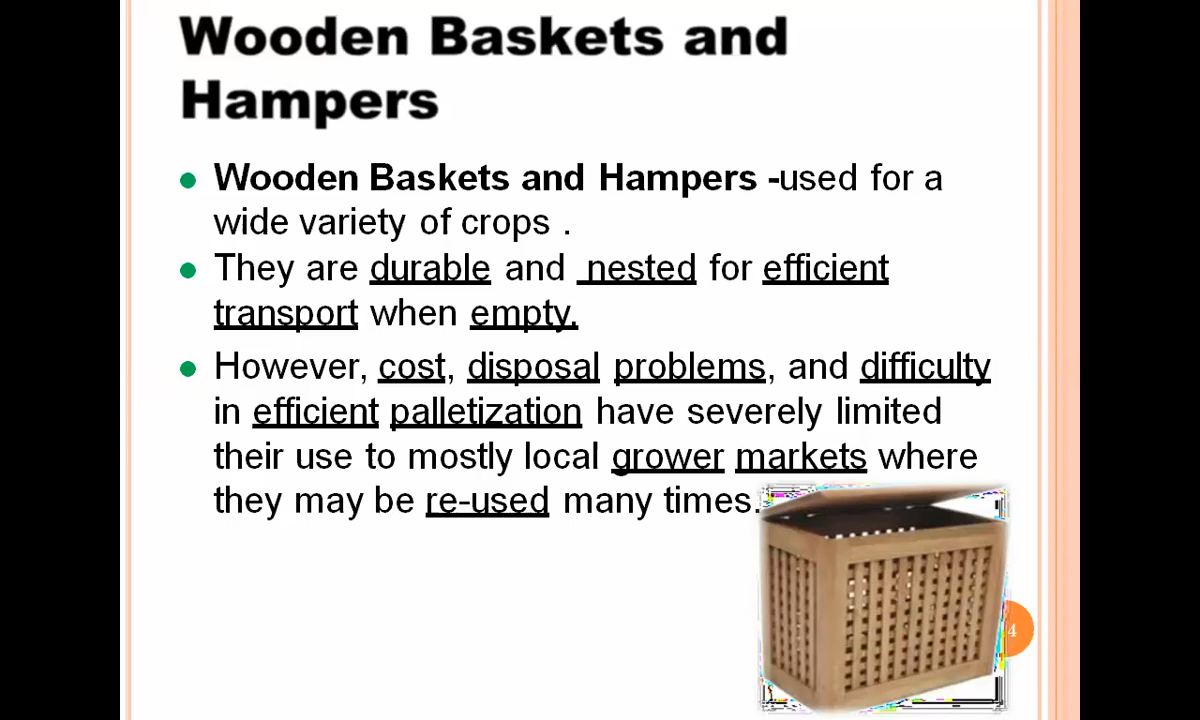 Wooden Baskets and
Hampers
Wooden Baskets and Hampers -used for a
wide variety of crops .
They are durable and nested for efficient
transport when empty.
However, cost, disposal problems, and difficulty
in efficient palletization have severely limited
their use to mostly local grower markets where
they may be re-used many times.
4